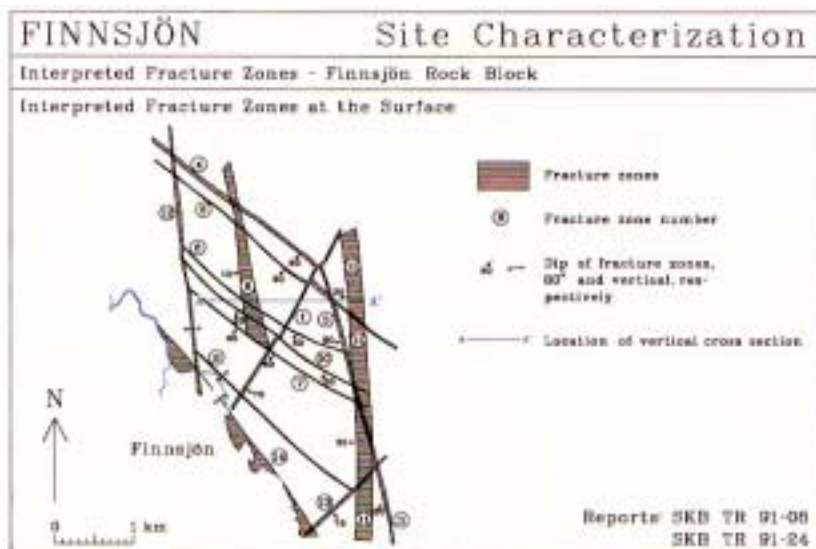 FINNSJÖN Site Characterization
Interpreted Fracture Zones - Finnsjön Rock Block
Interpreted Fracture Zones at the Surface
Fracture zones
Fracture zone number
Dip of fracture zones,
60° and vertical, res-
pectively
Location of vertical cross section
N
Finnsjön
0 1 km
Reports SKB TR 91-08
SKB TR 91-24